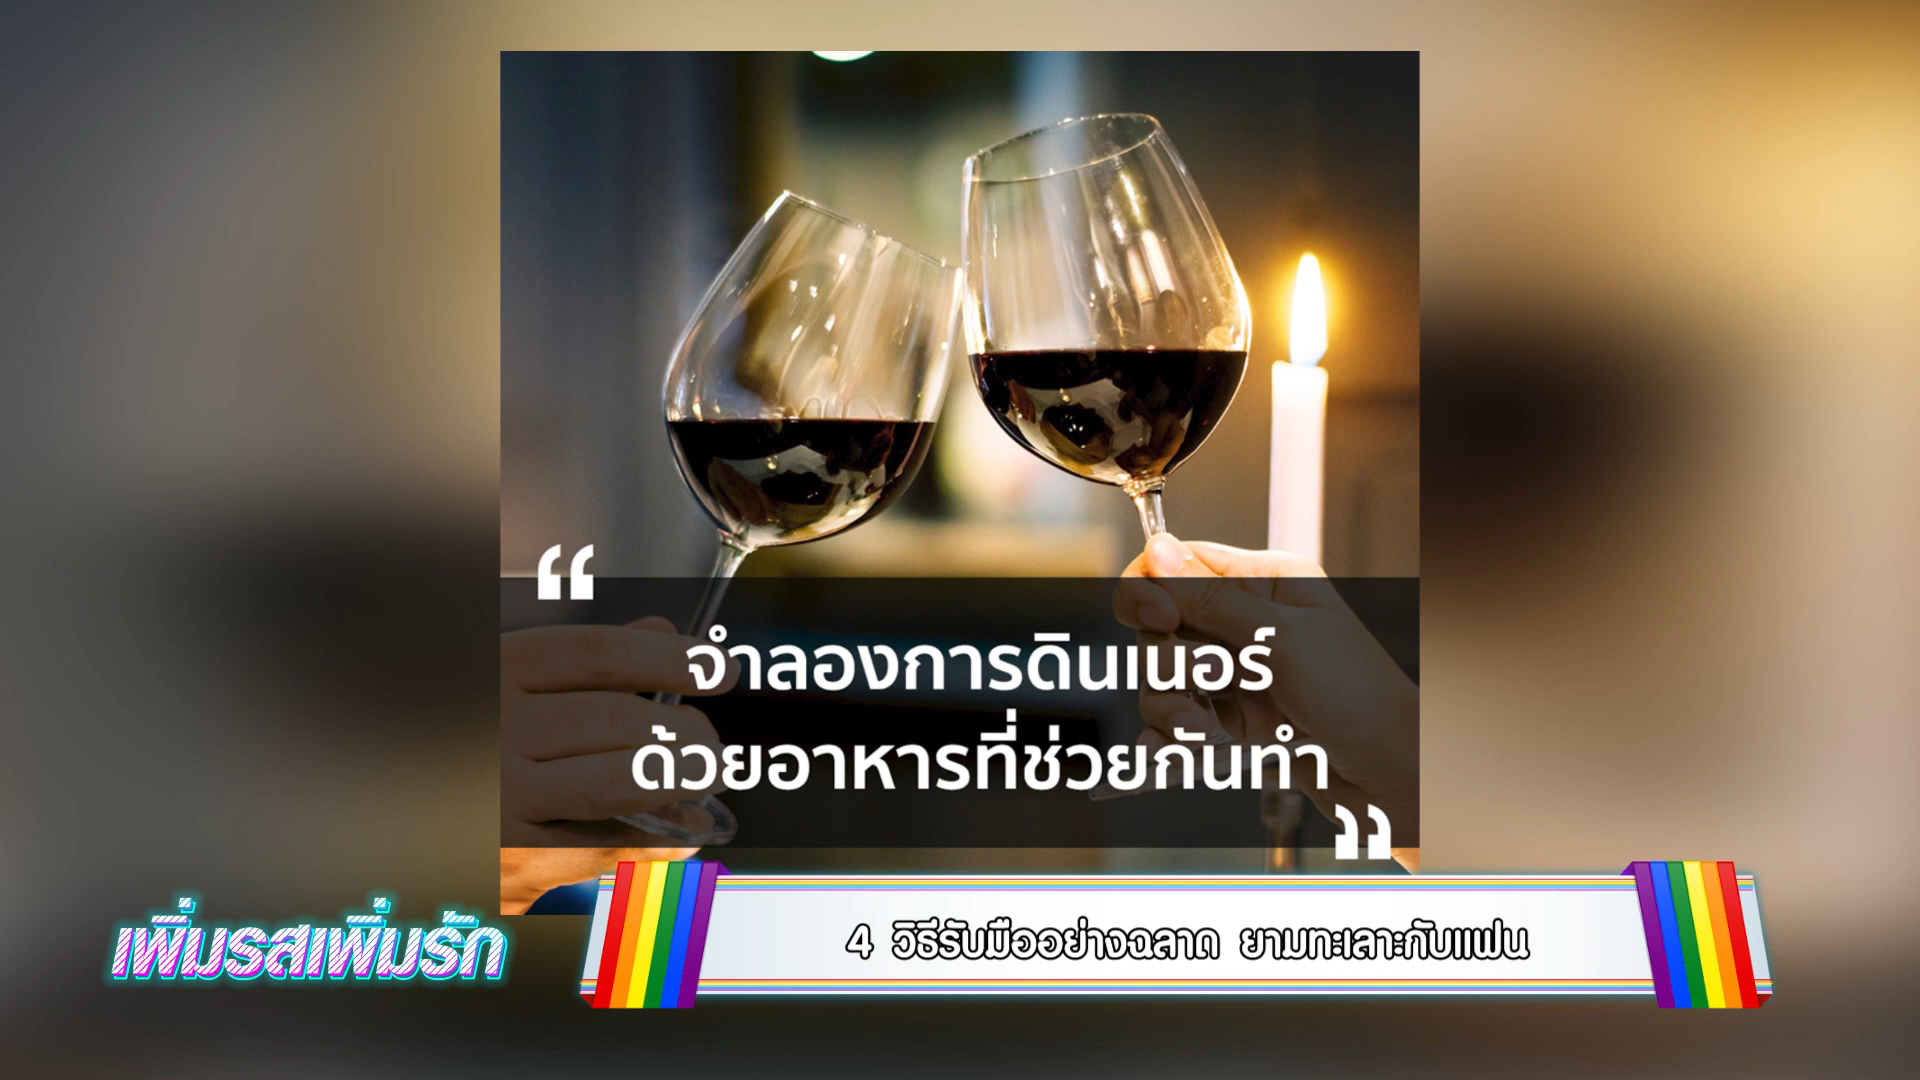 “
จำลองการดินเนอร์
ด้วยอาหารที่ช่วยกันทำ
”
เพิ่มรสเพิ่มรัก
4 วิธีรับมืออย่างฉลาด ยามทะเลาะกับแฟน